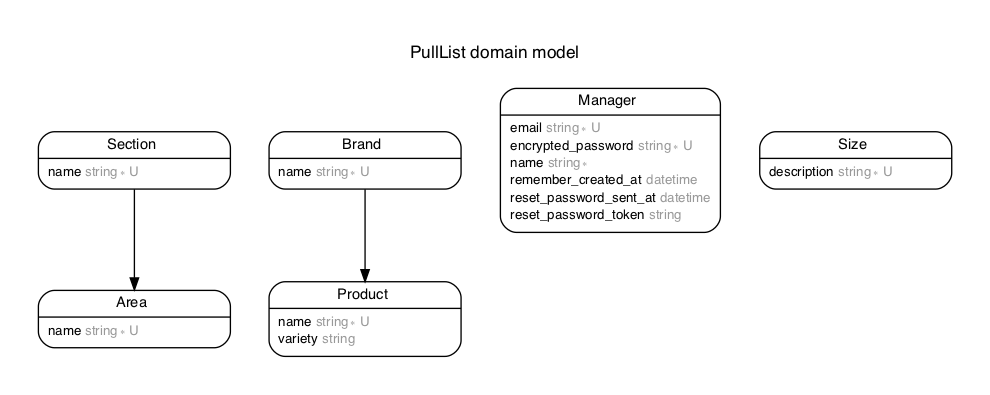 PullList domain model
Section
name string * U
Brand
name string * U
Manager
email string * U
encrypted_password string * U
name string *
remember_created_at datetime
reset_password_sent_at datetime
reset_password_token string
Size
description string * U
Area
name string * U
Product
name string * U
variety string